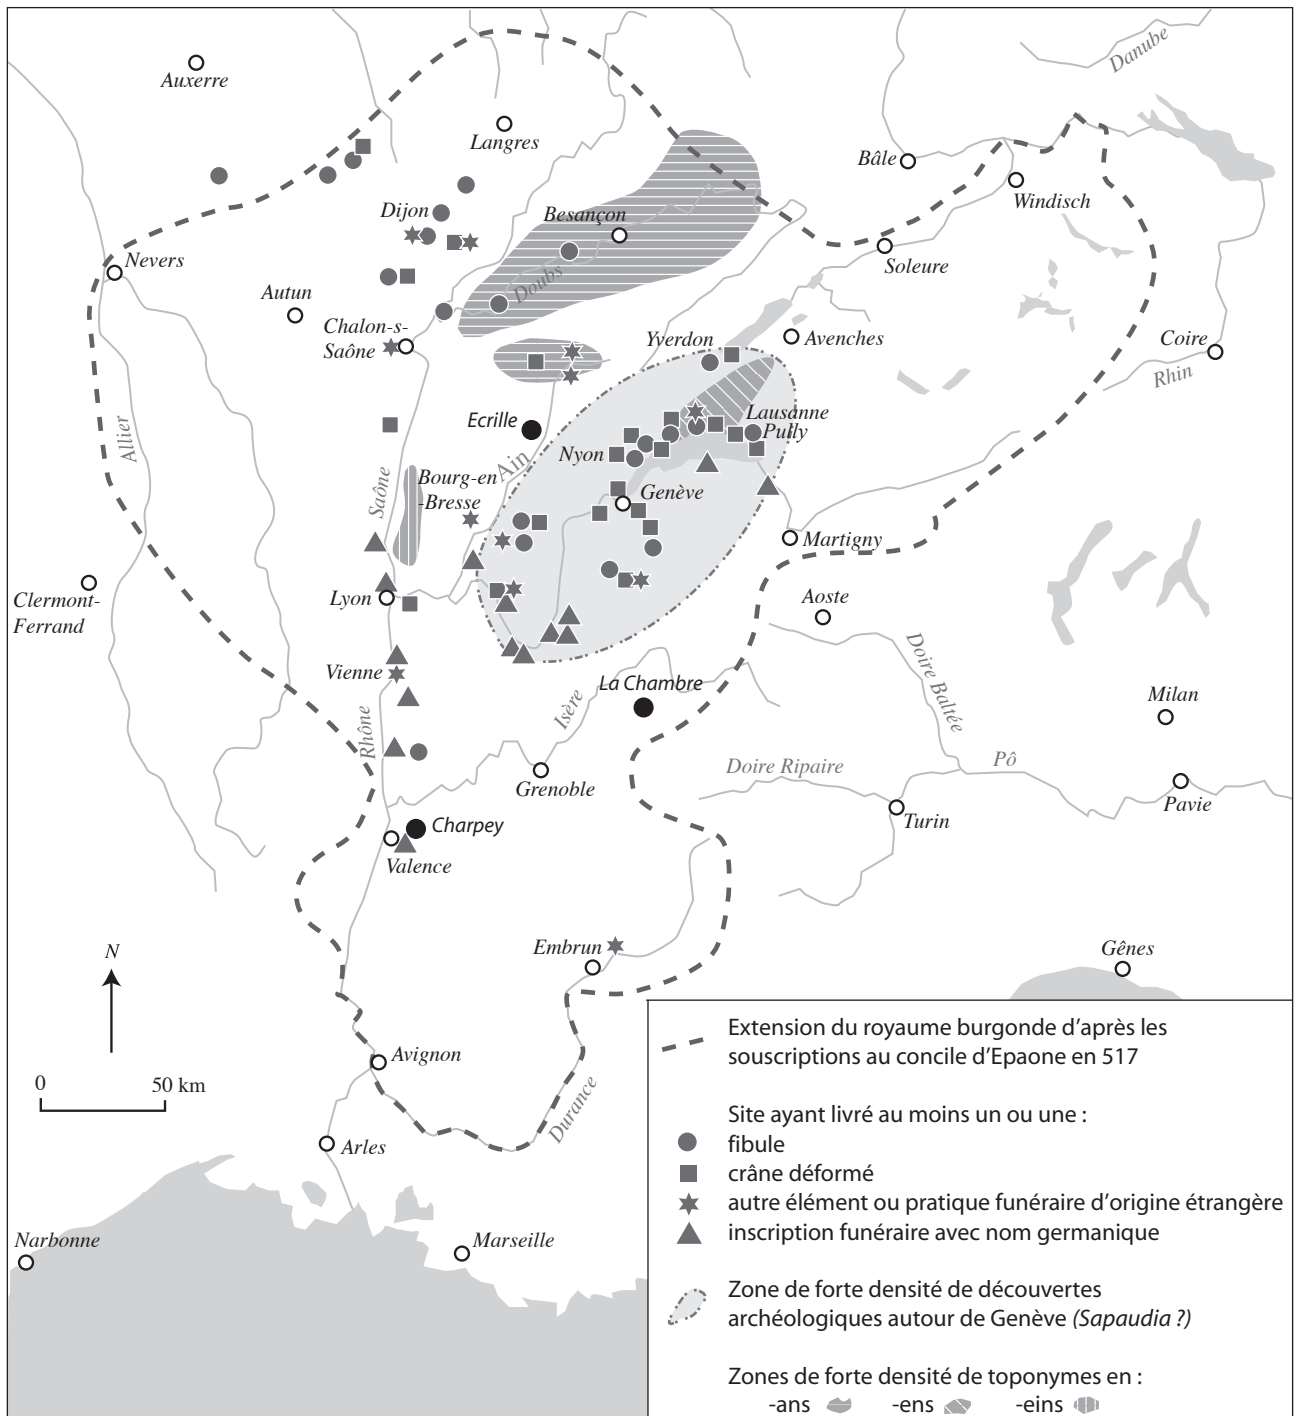 Danube
Auxerre
Langres
Bâle
Windisch
Dijon
Besançon
Nevers
Soleure
Doubs
Autun
Chalon-s-
Saône
Yverdon
Avenches
Coire
Rhin
Allier
Ecrille
Lausanne
Pully
Nyon
Ain
Saône
Bourg-en
-Bresse
Genève
Martigny
Clermont-
Ferrand
Lyon
Aoste
Doire Baltée
Vienne
La Chambre
Isère
Milan
Rhône
Doire Ripaire
Pô
Grenoble
Pavie
Turin
Charpey
Valence
N
Embrun
Gênes
Avignon
0 50 km
Durance
Arles
Narbonne
Marseille
Extension du royaume burgonde d’après les
souscriptions au concile d’Epaone en 517
Site ayant livré au moins un ou une :
fibule
crâne déformé
autre élément ou pratique funéraire d’origine étrangère
inscription funéraire avec nom germanique
Zone de forte densité de découvertes
archéologiques autour de Genève (Sapaudia ?)
Zones de forte densité de toponymes en :
-ans -ens -eins